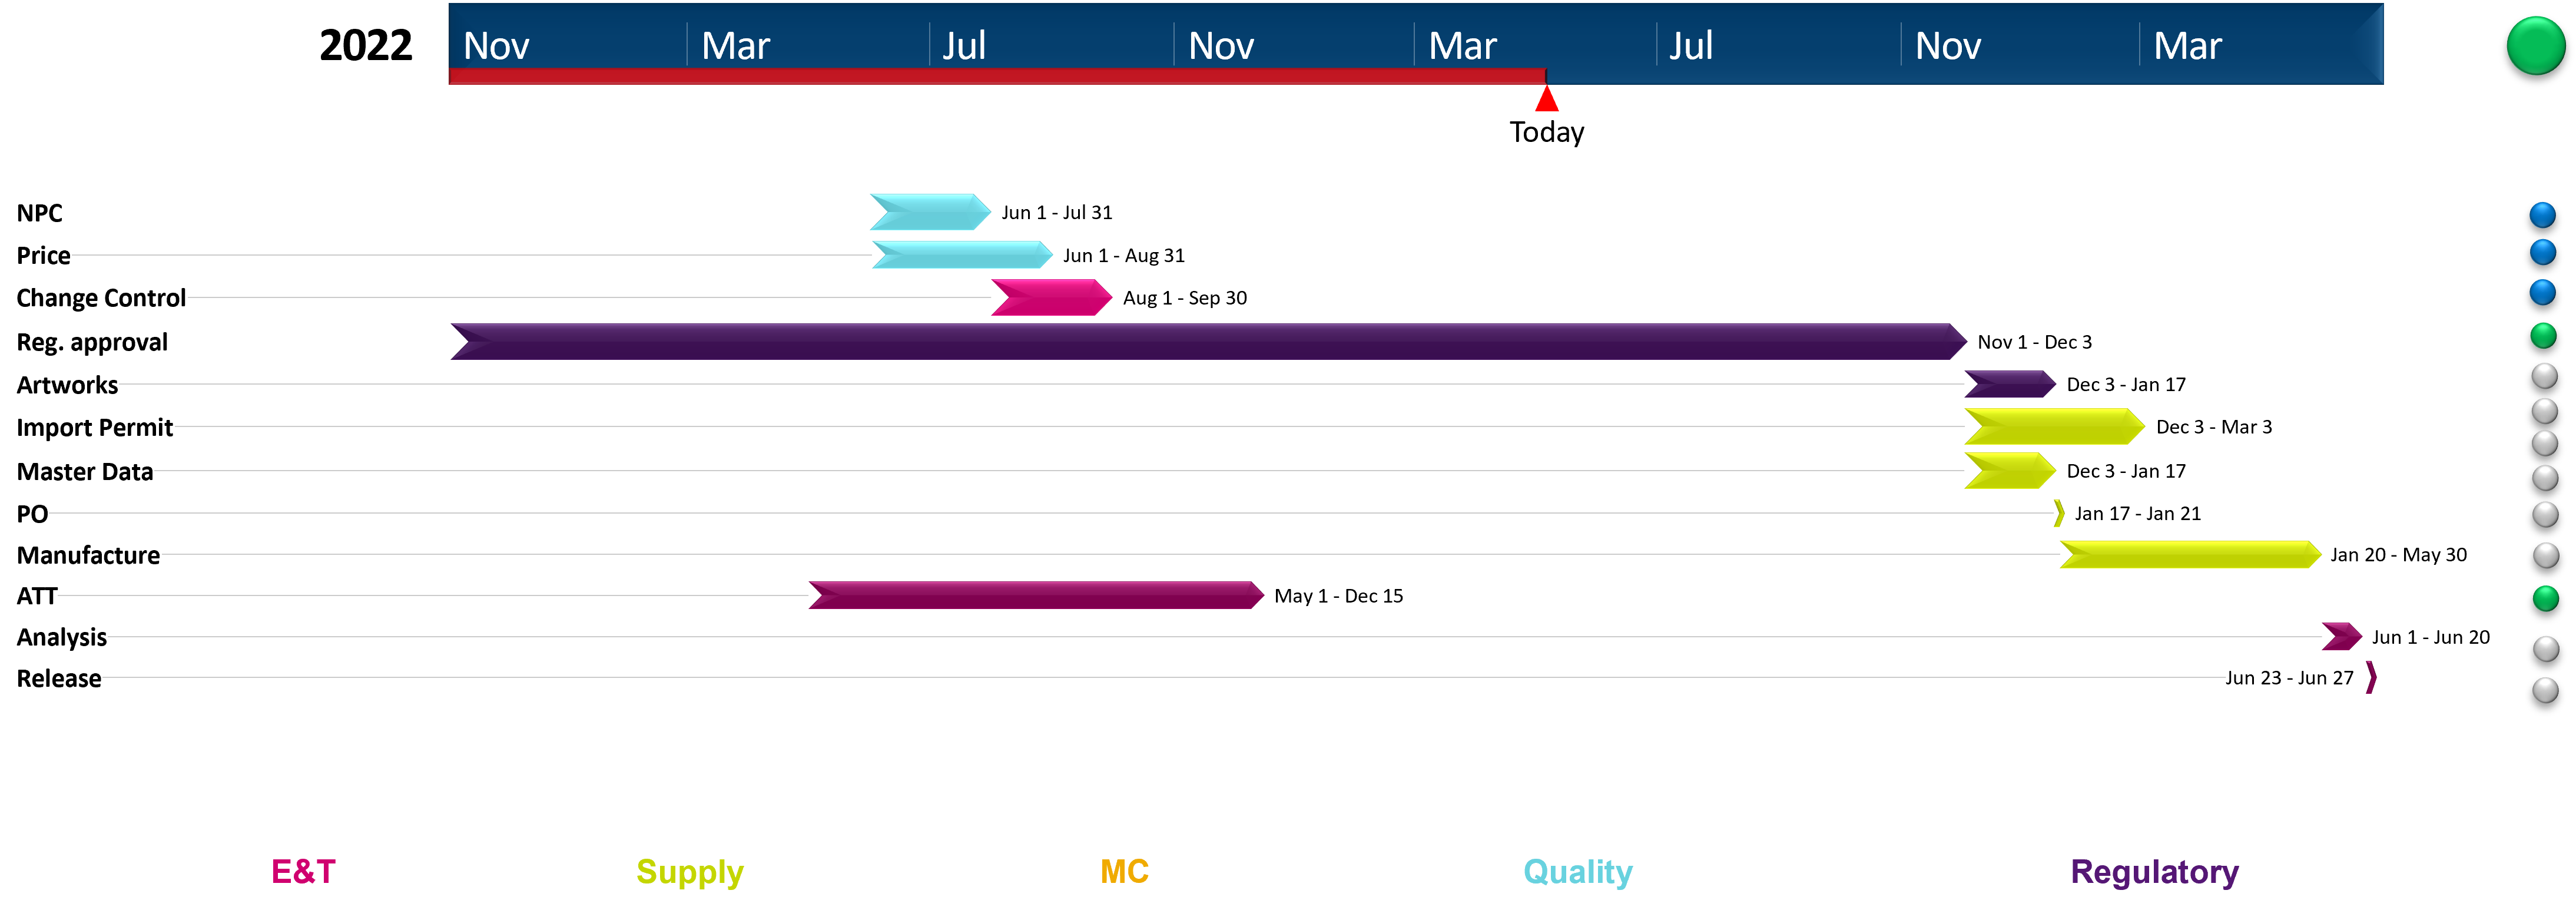 2022 Nov Mar Jul Nov Mar Jul Nov Mar
Today
NPC Jun 1 - Jul 31
Price Jun 1 - Aug 31
Change Control Aug 1 - Sep 30
Reg. approval Nov 1 - Dec 3
Artworks Dec 3 - Jan 17
Import Permit Dec 3 - Mar 3
Master Data Dec 3 - Jan 17
PO Jan 17 - Jan 21
Manufacture Jan 20 - May 30
ATT May 1 - Dec 15
Analysis Jun 1 - Jun 20
Release Jun 23 - Jun 27
E&T Supply MC Quality Regulatory